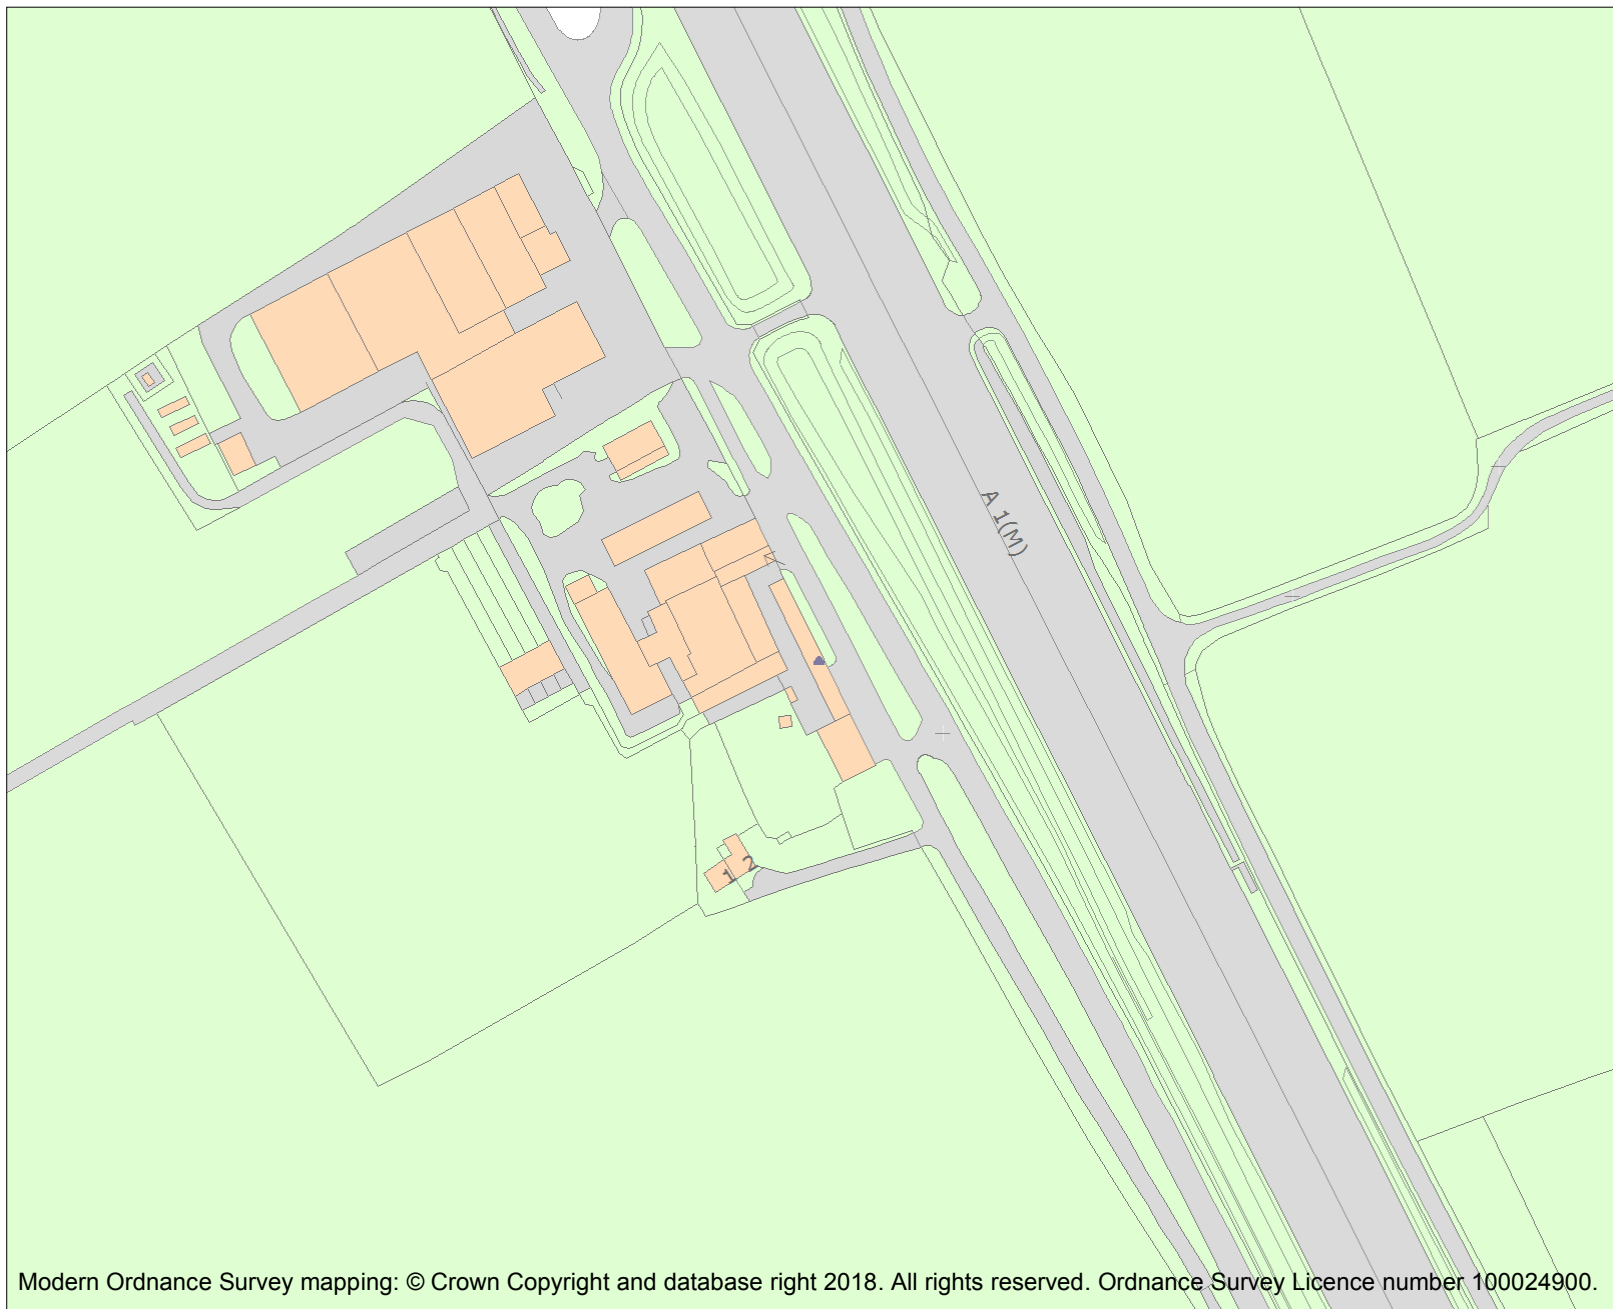 A 1(M)
2
1
Modern Ordnance Survey mapping: © Crown Copyright and database right 2018. All rights reserved. Ordnance Survey Licence number 100024900.